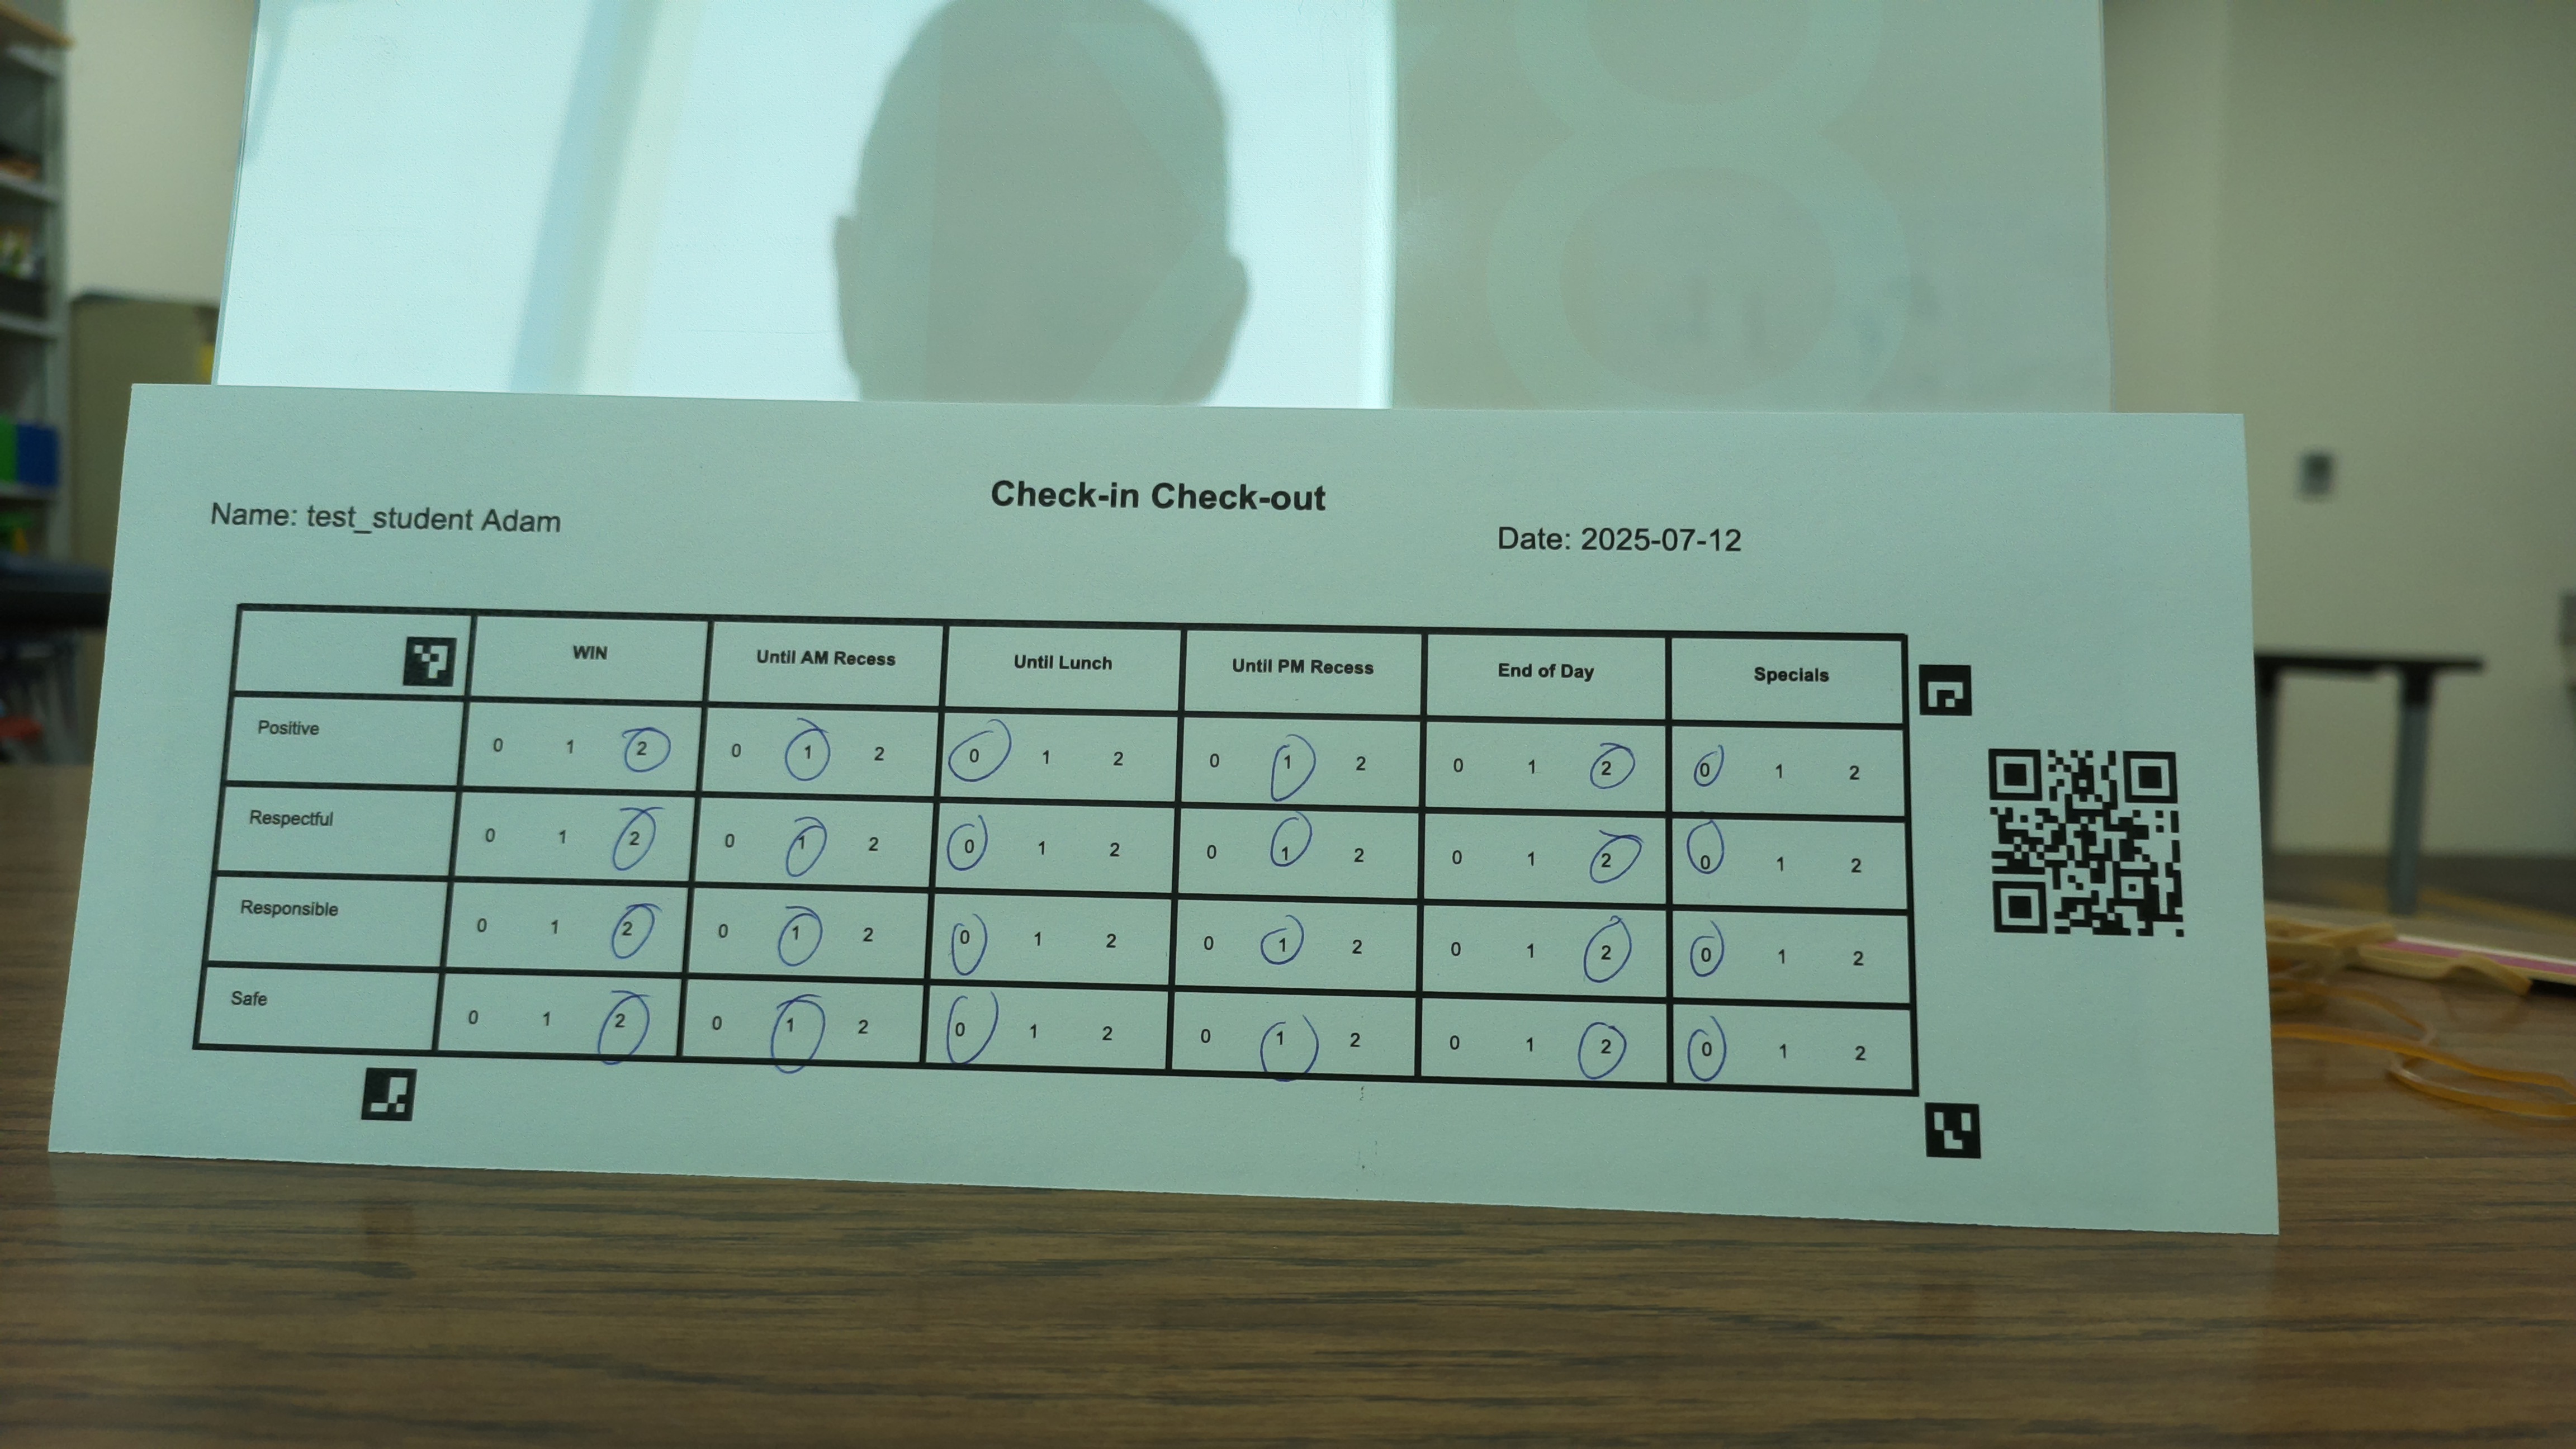 Check-in Check-out
Name: test_student Adam
Date: 2025-07-12
WIN Until AM Recess Until Lunch Until PM Recess End of Day Specials
Positive 0 1 2 0 1 2 0 1 2 0 1 2 0 1 2 0 1 2
Respectful 0 1 2 0 1 2 0 1 2 0 1 2 0 1 2 0 1 2
Responsible 0 1 2 0 1 2 0 1 2 0 1 2 0 1 2 0 1 2
Safe 0 1 2 0 1 2 0 1 2 0 1 2 0 1 2 0 1 2